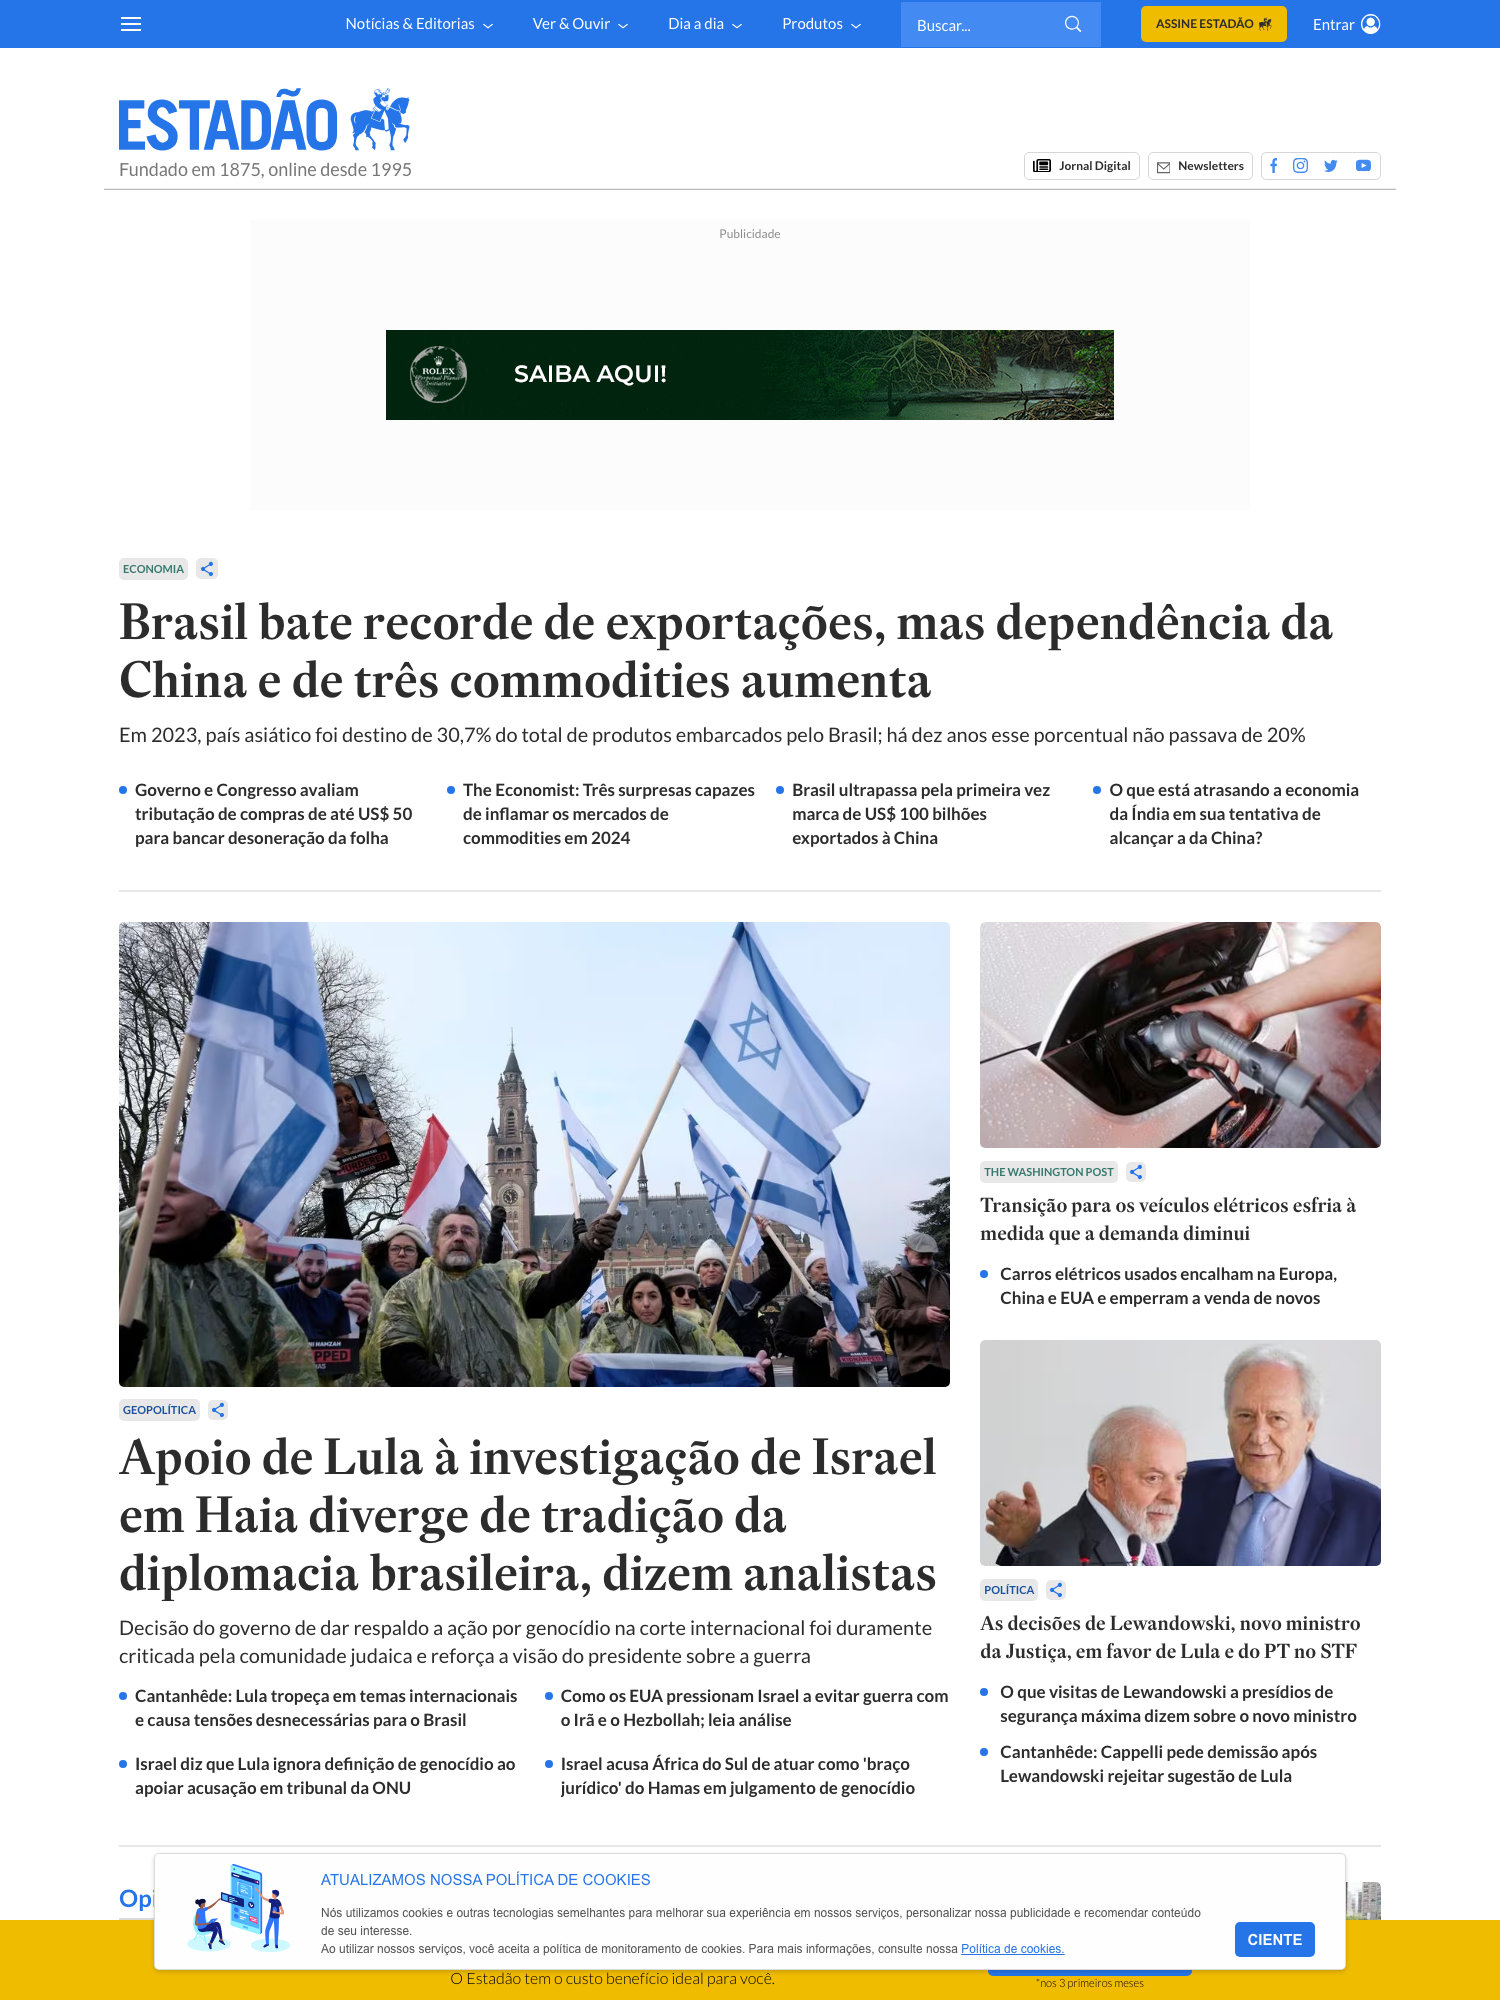 Notícias & Editorias
Ver & Ouvir
Dia a dia
Produtos
Buscar...
ASSINE ESTADÃO
Entrar
ESTADÃO
Fundado em 1875, online desde 1995
Jornal Digital
Newsletters
Publicidade
ROLEX
Perpetual Planet
Initiative
SAIBA AQUI!
ECONOMIA
Brasil bate recorde de exportações, mas dependência da
China e de três commodities aumenta
Em 2023, país asiático foi destino de 30,7% do total de produtos embarcados pelo Brasil; há dez anos esse porcentual não passava de 20%
Governo e Congresso avaliam
tributação de compras de até US$ 50
para bancar desoneração da folha
The Economist: Três surpresas capazes
de inflamar os mercados de
commodities em 2024
Brasil ultrapassa pela primeira vez
marca de US$ 100 bilhões
exportados à China
O que está atrasando a economia
da Índia em sua tentativa de
alcançar a da China?
MURDERED
GEOPOLÍTICA
Apoio de Lula à investigação de Israel
em Haia diverge de tradição da
diplomacia brasileira, dizem analistas
Decisão do governo de dar respaldo a ação por genocídio na corte internacional foi duramente
criticada pela comunidade judaica e reforça a visão do presidente sobre a guerra
Cantanhêde: Lula tropeça em temas internacionais
e causa tensões desnecessárias para o Brasil
Como os EUA pressionam Israel a evitar guerra com
o Irã e o Hezbollah; leia análise
Israel diz que Lula ignora definição de genocídio ao
apoiar acusação em tribunal da ONU
Israel acusa África do Sul de atuar como 'braço
jurídico' do Hamas em julgamento de genocídio
THE WASHINGTON POST
Transição para os veículos elétricos esfria à
medida que a demanda diminui
Carros elétricos usados encalham na Europa,
China e EUA e emperram a venda de novos
POLÍTICA
As decisões de Lewandowski, novo ministro
da Justiça, em favor de Lula e do PT no STF
O que visitas de Lewandowski a presídios de
segurança máxima dizem sobre o novo ministro
Cantanhêde: Cappelli pede demissão após
Lewandowski rejeitar sugestão de Lula
ATUALIZAMOS NOSSA POLÍTICA DE COOKIES
Nós utilizamos cookies e outras tecnologias semelhantes para melhorar sua experiência em nossos serviços, personalizar nossa publicidade e recomendar conteúdo
de seu interesse.
Ao utilizar nossos serviços, você aceita a política de monitoramento de cookies. Para mais informações, consulte nossa Política de cookies.
CIENTE
O Estadão tem o custo benefício ideal para você.
*nos 3 primeiros meses